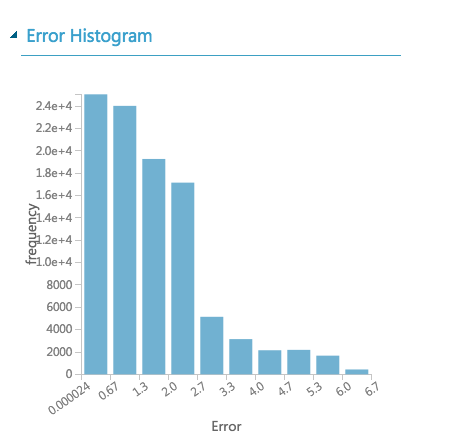 Error Histogram
2.4e+4
2.2e+4
2.0e+4
1.8e+4
1.6e+4
1.4e+4
1.2e+4
1.0e+4
8000
6000
4000
2000
0
frequency
0.000024 0.67 1.3 2.0 2.7 3.3 4.0 4.7 5.3 6.0 6.7
Error